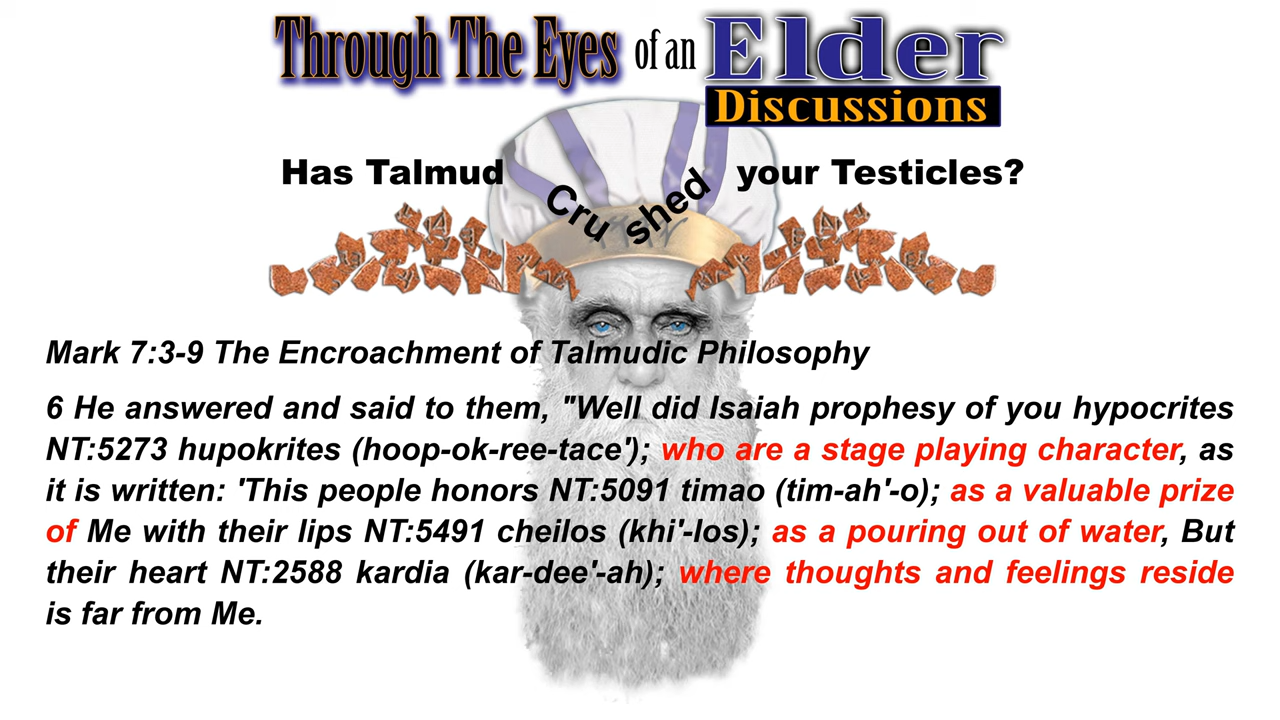 Through The Eyes of an Elder
Discussions
Has Talmud Crushed your Testicles?
Mark 7:3-9 The Encroachment of Talmudic Philosophy
6 He answered and said to them, "Well did Isaiah prophesy of you hypocrites
NT:5273 hupokrites (hoop-ok-ree-tace'); who are a stage playing character, as
it is written: 'This people honors NT:5091 timao (tim-ah'-o); as a valuable prize
of Me with their lips NT:5491 cheilos (khi'-los); as a pouring out of water, But
their heart NT:2588 kardia (kar-dee'-ah); where thoughts and feelings reside
is far from Me.